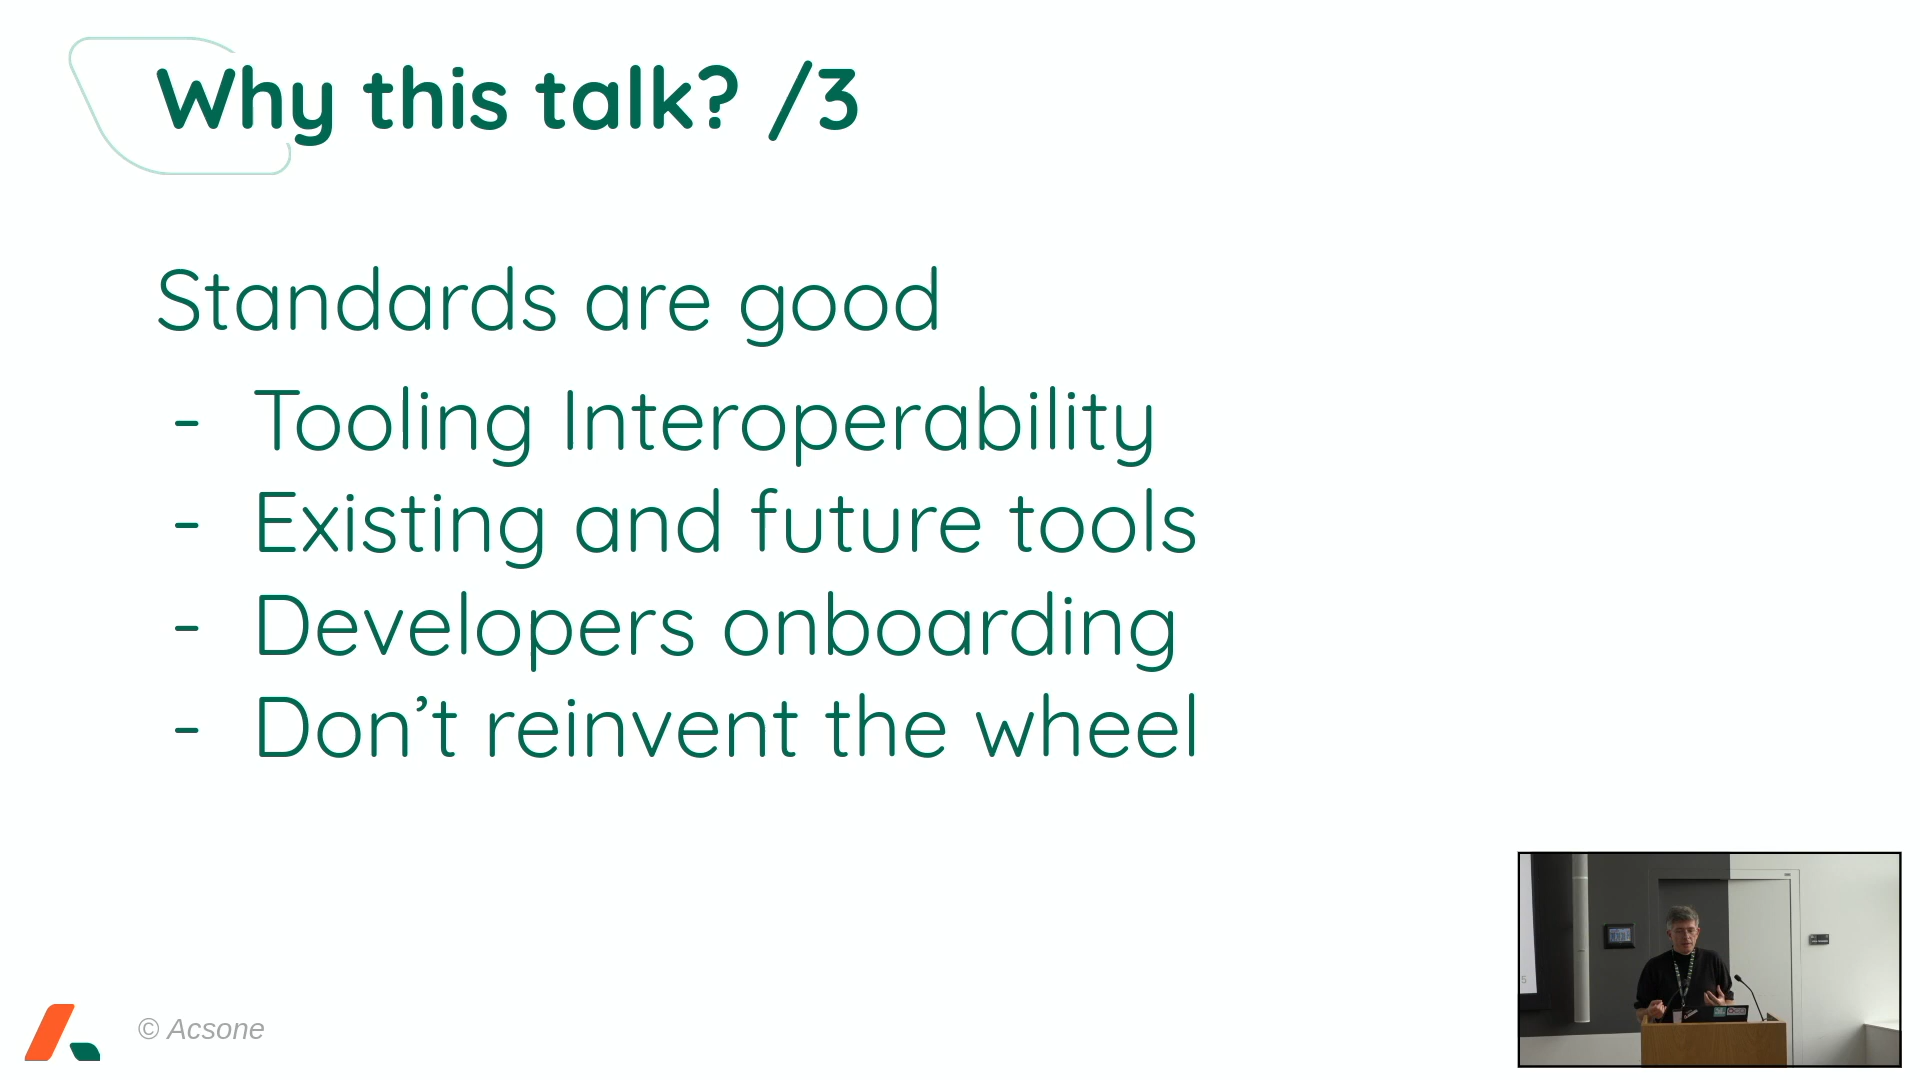 Why this talk? /3
Standards are good
- Tooling Interoperability
- Existing and future tools
- Developers onboarding
- Don’t reinvent the wheel
© Acsone